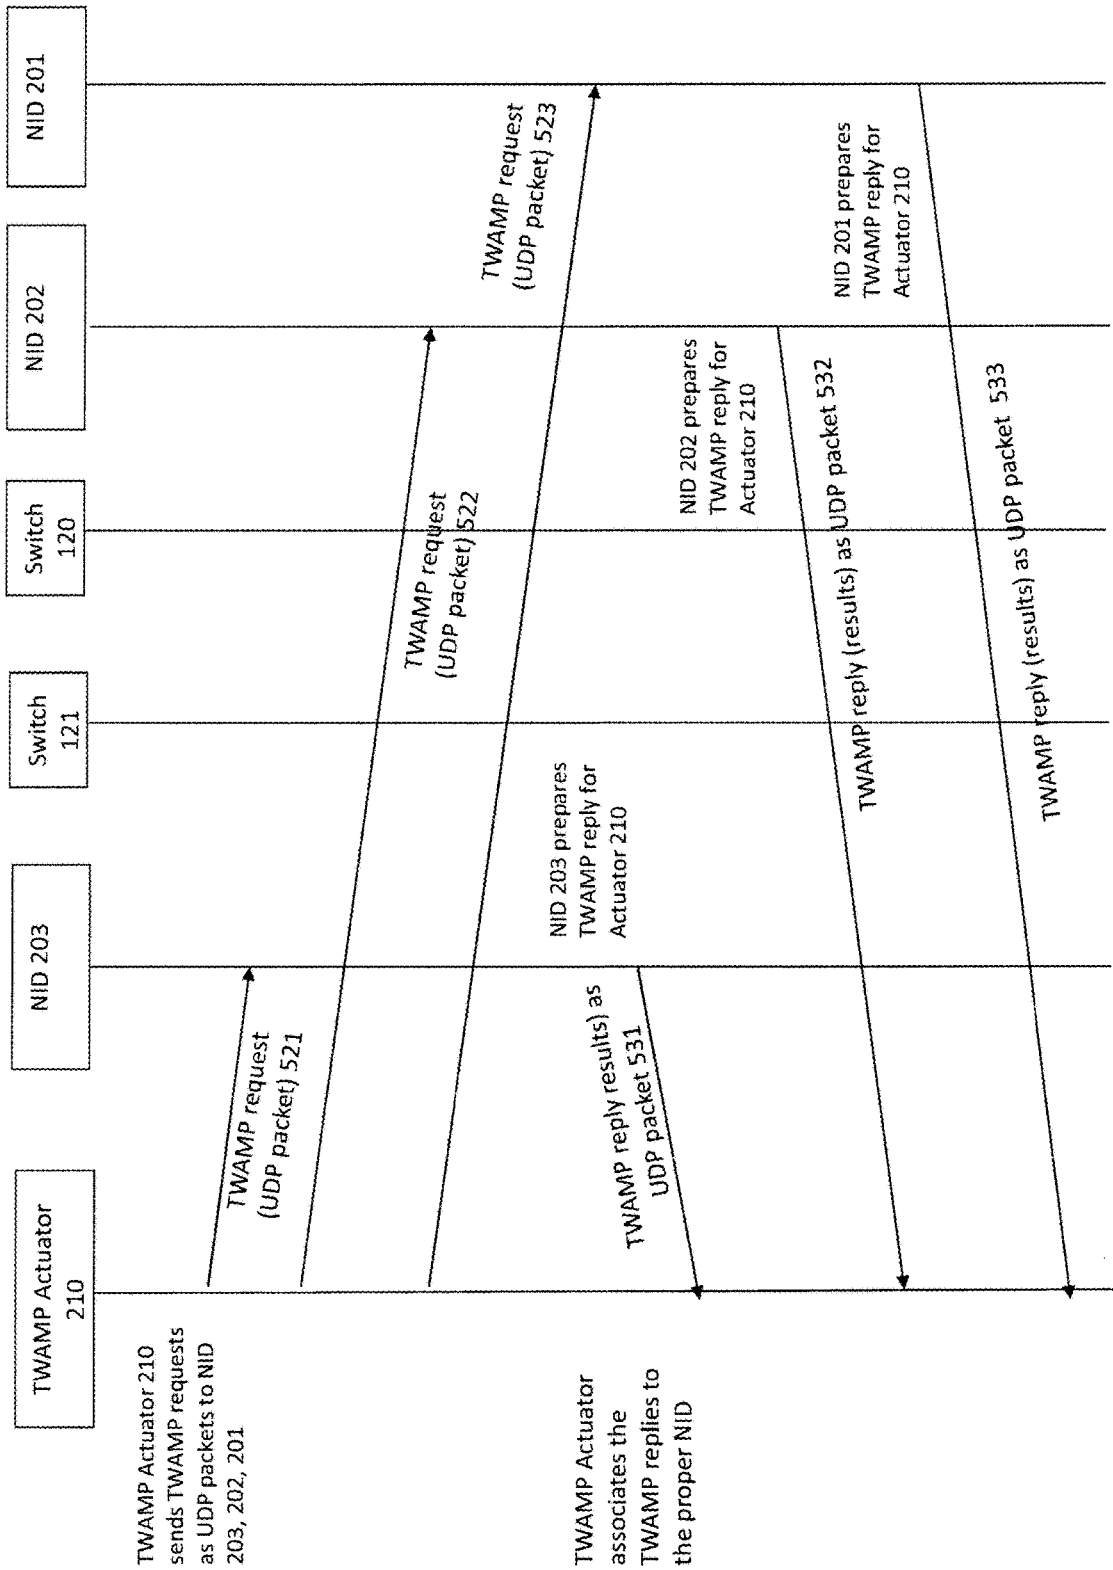 TWAMP Actuator
210
NID 203
Switch
121
Switch
120
NID 202
NID 201
TWAMP Actuator 210
sends TWAMP requests
as UDP packets to NID
203, 202, 201
TWAMP request
(UDP packet) 521
TWAMP request
(UDP packet) 522
TWAMP request
(UDP packet) 523
NID 203 prepares
TWAMP reply for
Actuator 210
TWAMP Actuator
associates the
TWAMP replies to
the proper NID
TWAMP reply results) as
UDP packet 531
NID 202 prepares
TWAMP reply for
Actuator 210
TWAMP reply (results) as UDP packet 532
NID 201 prepares
TWAMP reply for
Actuator 210
TWAMP reply (results) as UDP packet 533